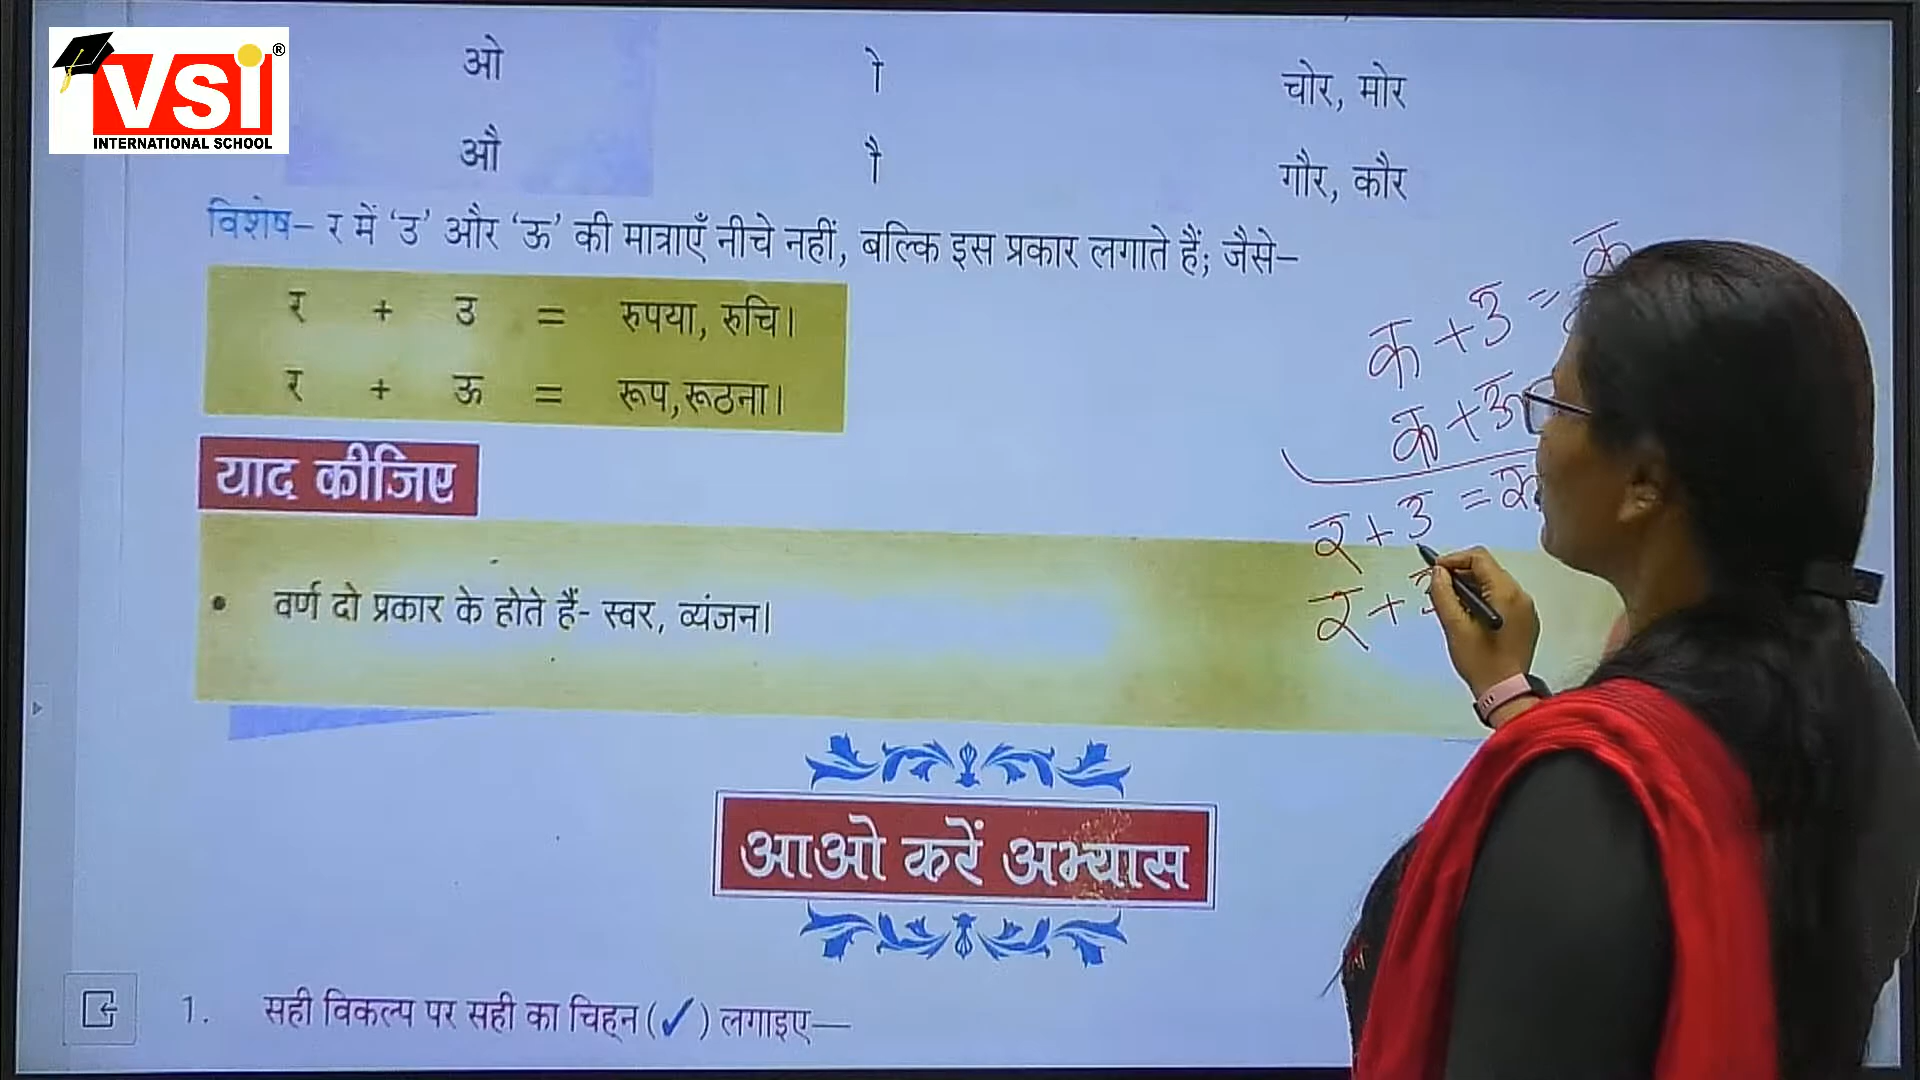 VSI®
INTERNATIONAL SCHOOL
ओ ो चोर, मोर
औ ौ गौर, कौर
विशेष– र में ‘उ’ और ‘ऊ’ की मात्राएँ नीचे नहीं, बल्कि इस प्रकार लगाते हैं; जैसे–
र + उ = रुपया, रुचि।
र + ऊ = रूप,रूठना।
क + उ =
क + ऊ
र + उ =
र +
याद कीजिए
• वर्ण दो प्रकार के होते हैं- स्वर, व्यंजन।
आओ करें अभ्यास
1. सही विकल्प पर सही का चिह्न (✓) लगाइए—